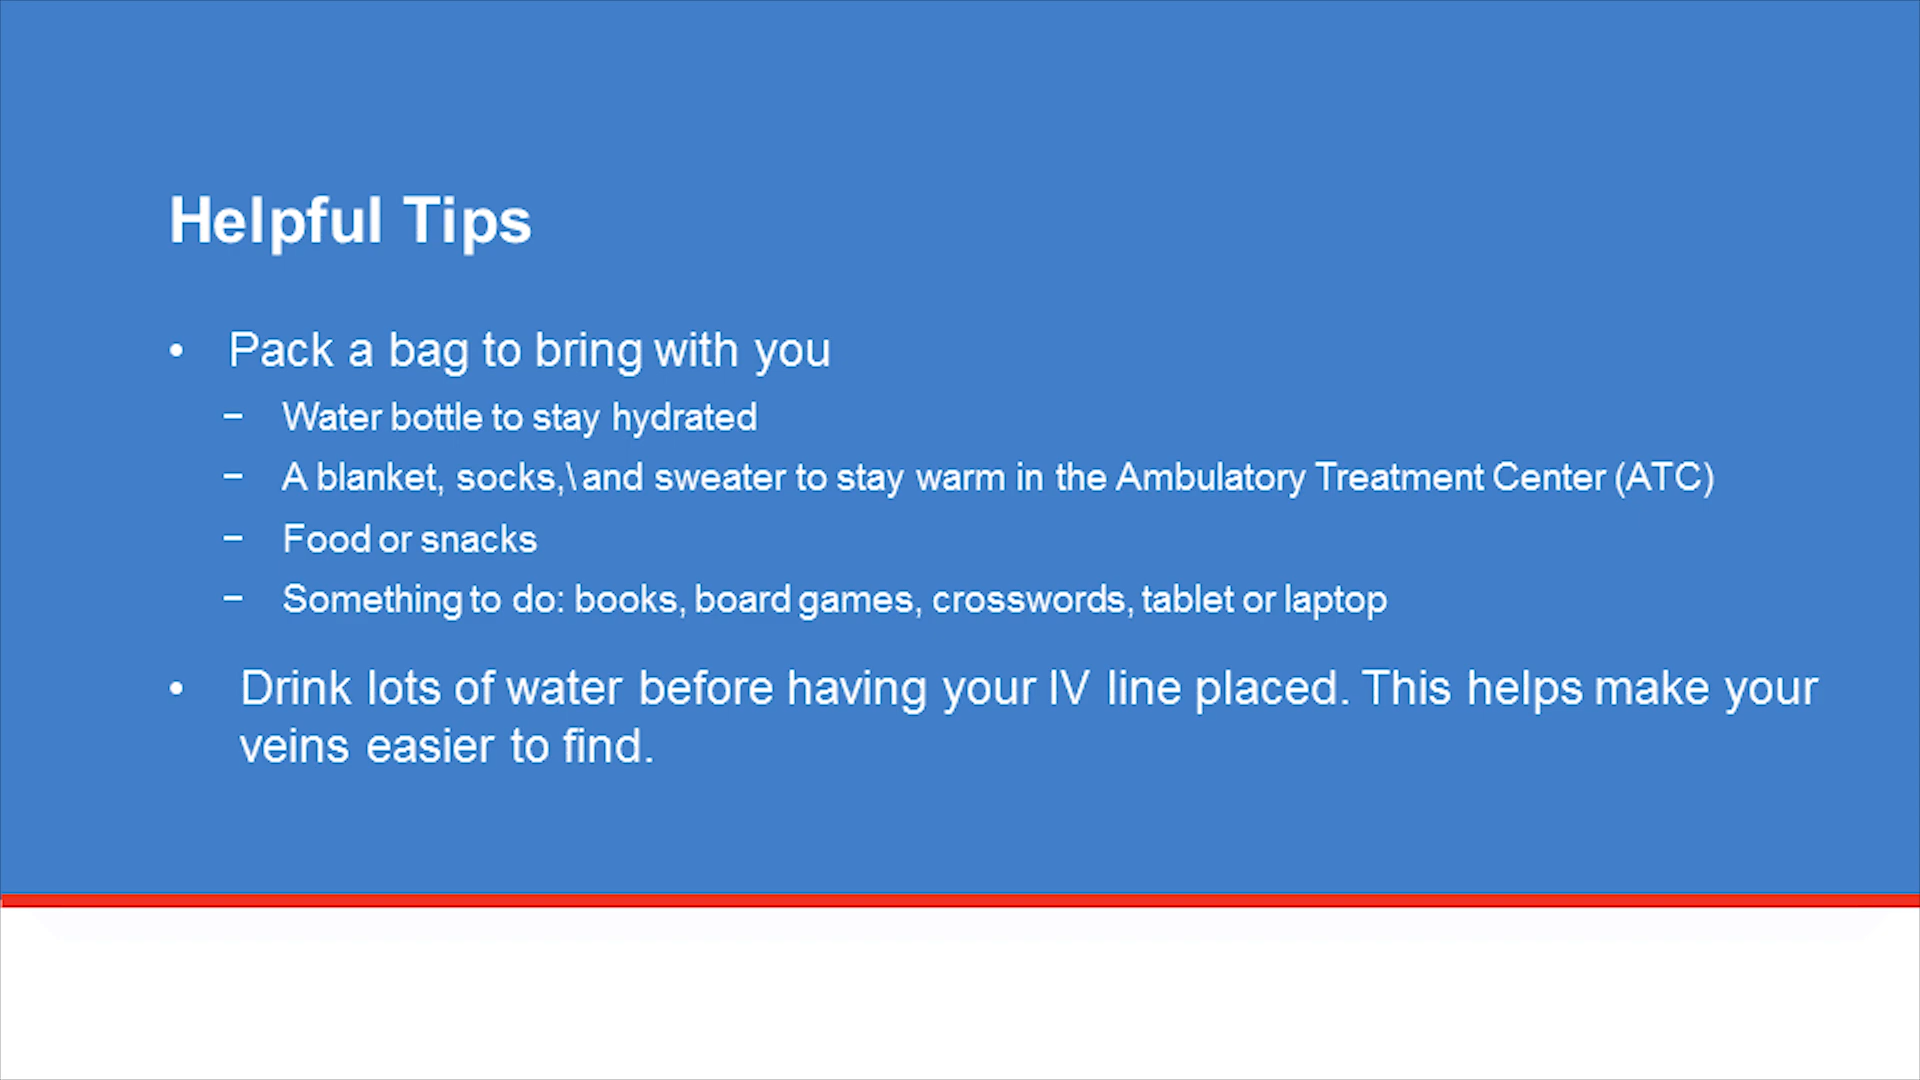 Helpful Tips
• Pack a bag to bring with you
− Water bottle to stay hydrated
− A blanket, socks,\ and sweater to stay warm in the Ambulatory Treatment Center (ATC)
− Food or snacks
− Something to do: books, board games, crosswords, tablet or laptop
• Drink lots of water before having your IV line placed. This helps make your
veins easier to find.